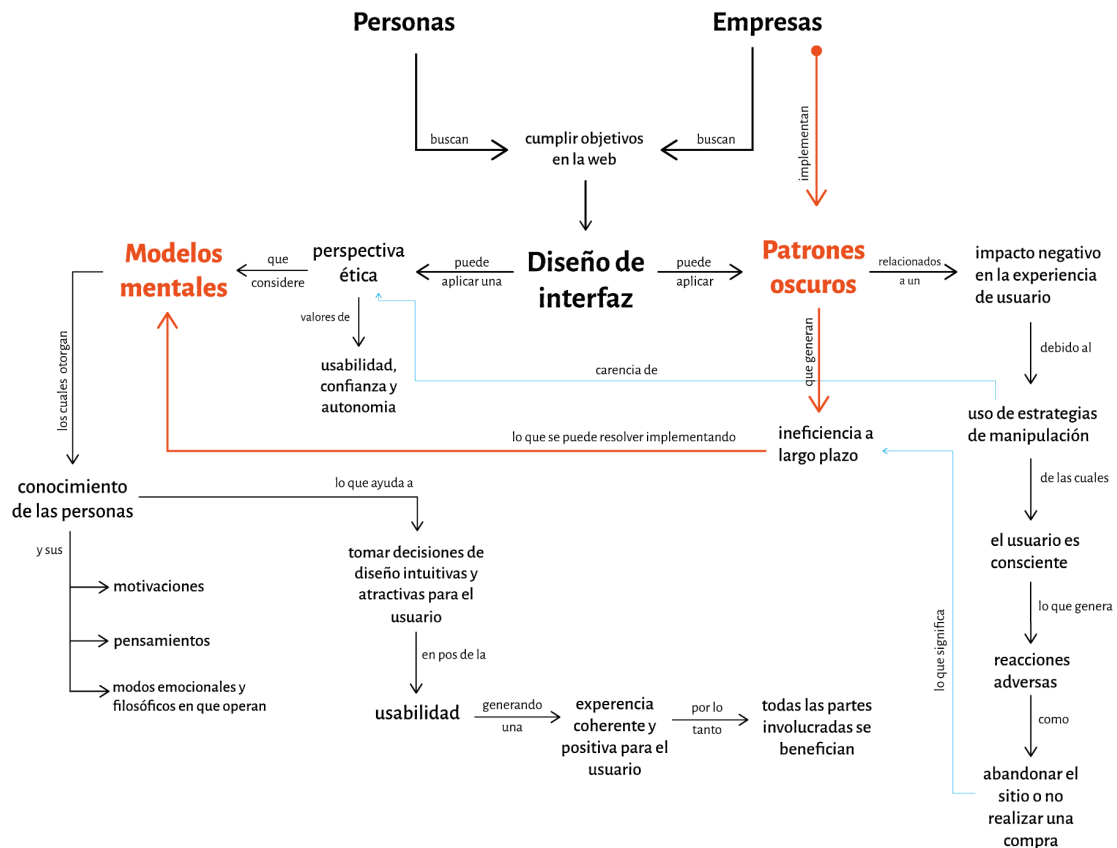 Personas
Empresas
buscan
cumplir objetivos
en la web
buscan
implementan
Modelos
mentales
que
considere
perspectiva
ética
puede
aplicar una
Diseño de
interfaz
puede
aplicar
Patrones
oscuros
relacionados
a un
impacto negativo
en la experiencia
de usuario
valores de
usabilidad,
confianza y
autonomia
los cuales otorgan
que generan
debido al
carencia de
uso de estrategias
de manipulación
lo que se puede resolver implementando
ineficiencia a
largo plazo
conocimiento
de las personas
lo que ayuda a
de las cuales
y sus
motivaciones
pensamientos
modos emocionales y
filosóficos en que operan
tomar decisiones de
diseño intuitivas y
atractivas para el
usuario
en pos de la
usabilidad
generando
una
experencia
coherente y
positiva para el
usuario
por lo
tanto
todas las partes
involucradas se
benefician
el usuario es
consciente
lo que genera
lo que significa
reacciones
adversas
como
abandonar el
sitio o no
realizar una
compra